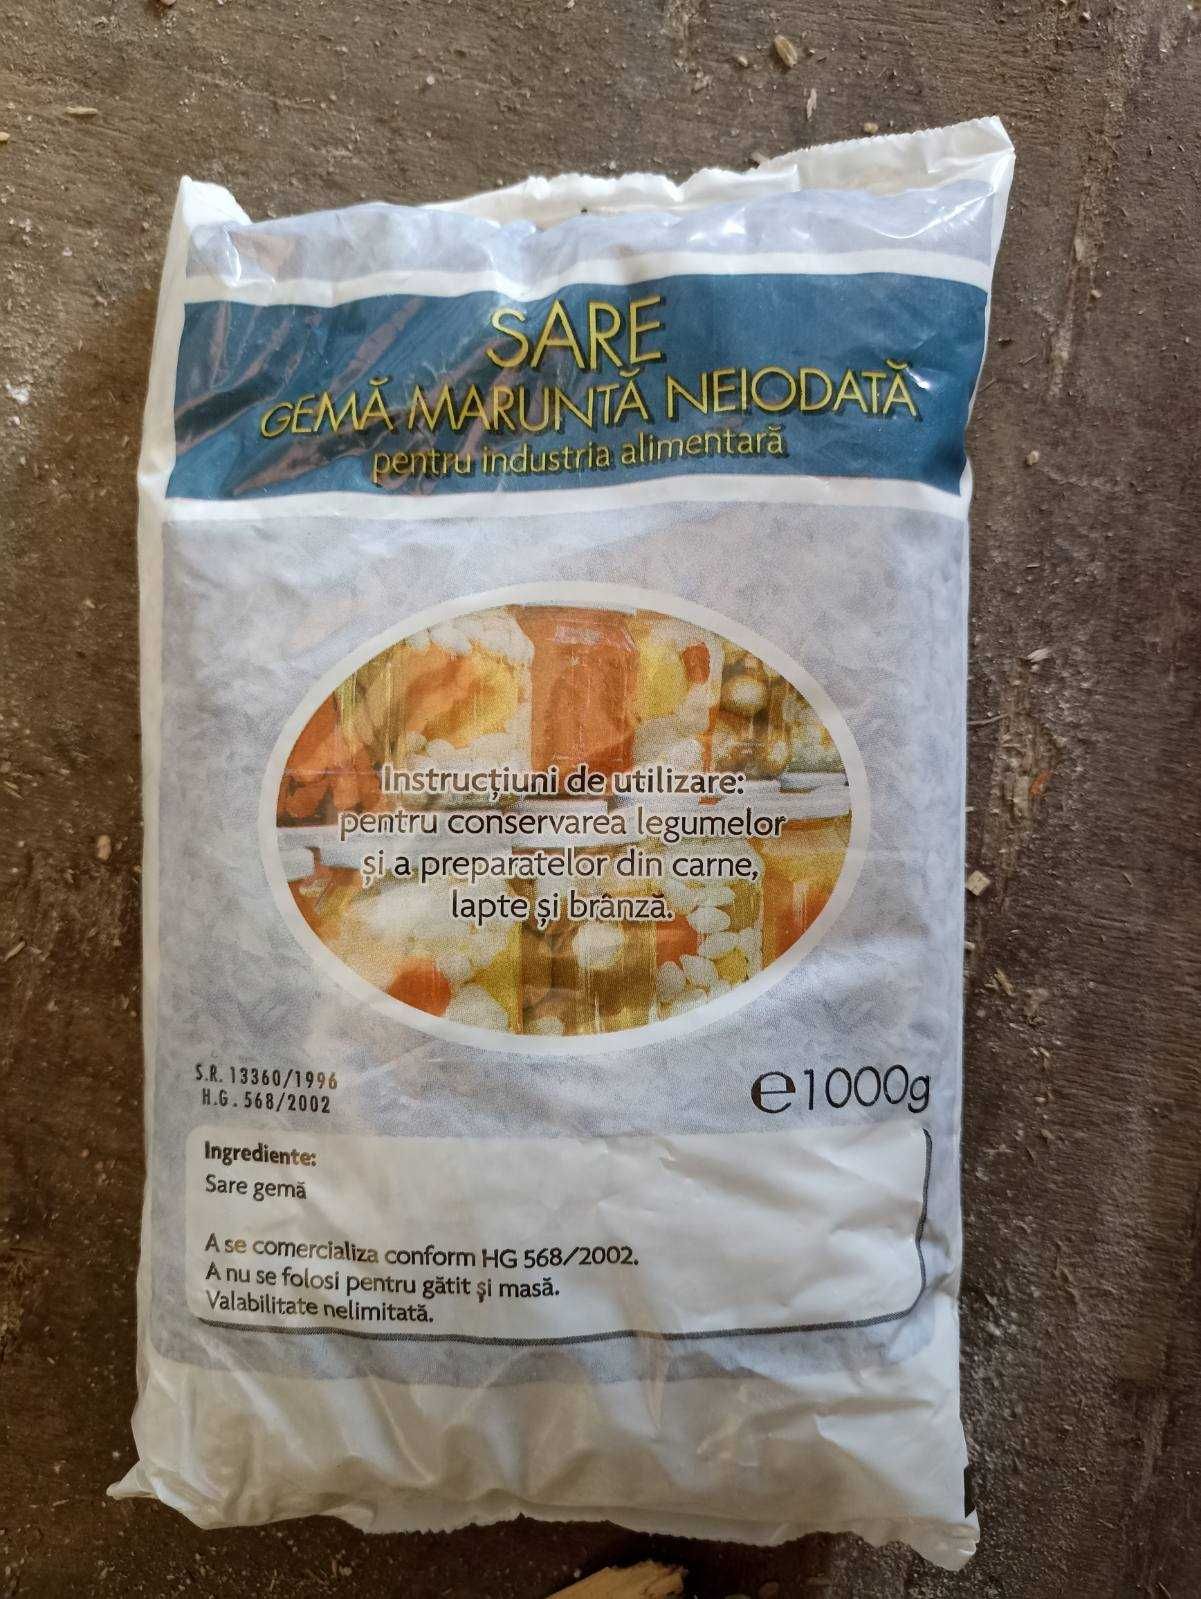 SARE
GEMĂ MARUNTĂ NEIODATĂ
pentru industria alimentară
Instrucțiuni de utilizare:
pentru conservarea legumelor
și a preparatelor din carne,
lapte și brânză.
S.R. 13360/1996
H.G. 568/2002
e1000g
Ingrediente:
Sare gemă
A se comercializa conform HG 568/2002.
A nu se folosi pentru gătit și masă.
Valabilitate nelimitată.